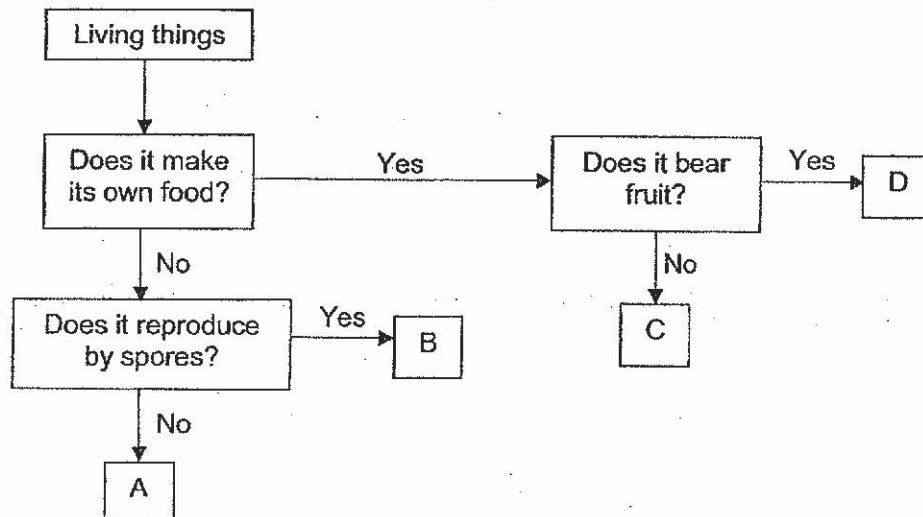 Living things
Does it make
its own food?
Yes
Does it bear
fruit?
Yes
D
No
No
C
Does it reproduce
by spores?
Yes
B
No
A